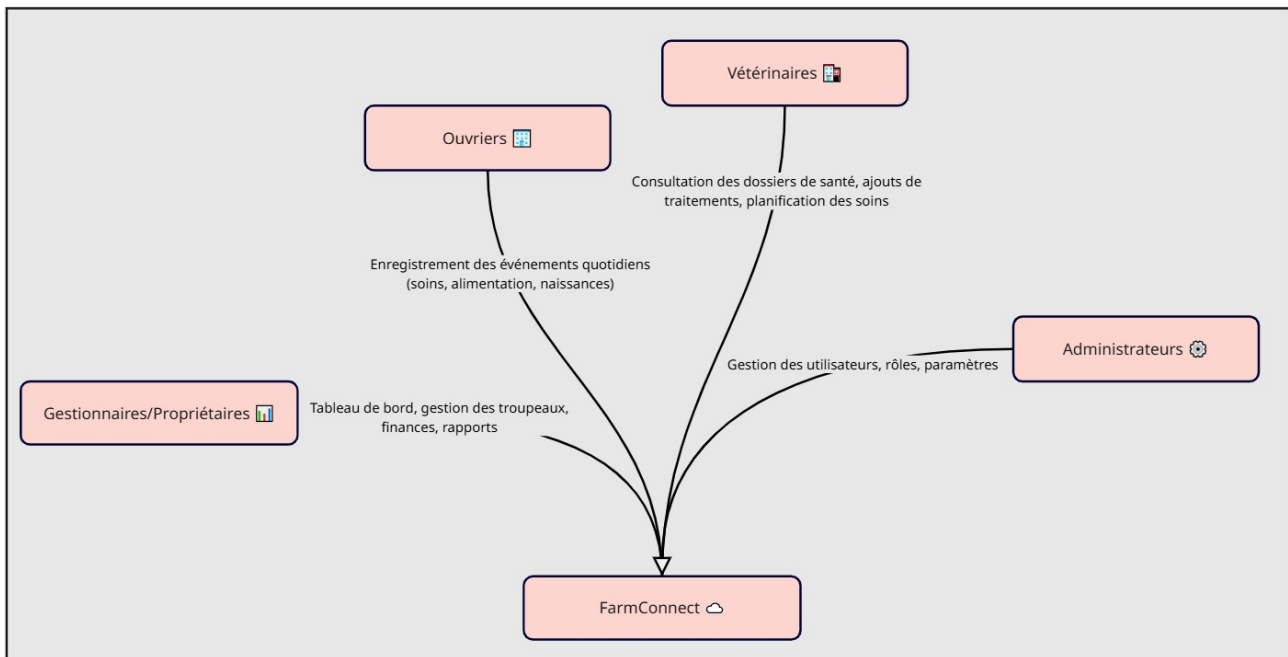 Vétérinaires
Ouvriers
Consultation des dossiers de santé, ajouts de
traitements, planification des soins
Enregistrement des événements quotidiens
(soins, alimentation, naissances)
Administrateurs
Gestion des utilisateurs, rôles, paramètres
Gestionnaires/Propriétaires
Tableau de bord, gestion des troupeaux,
finances, rapports
FarmConnect